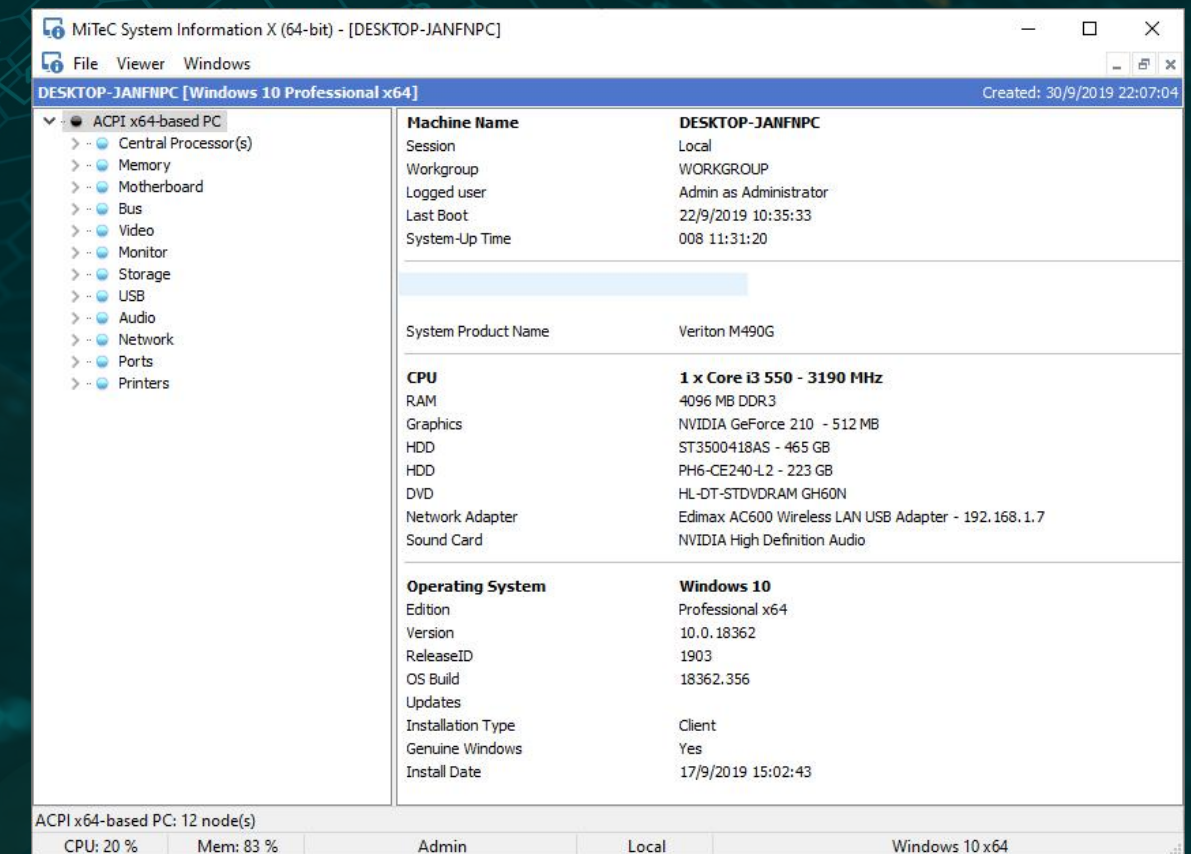 MiTeC System Information X (64-bit) - [DESKTOP-JANFNPC]
File Viewer Windows
DESKTOP-JANFNPC [Windows 10 Professional x64] Created: 30/9/2019 22:07:04
ACPI x64-based PC
Central Processor(s)
Memory
Motherboard
Bus
Video
Monitor
Storage
USB
Audio
Network
Ports
Printers
Machine Name DESKTOP-JANFNPC
Session Local
Workgroup WORKGROUP
Logged user Admin as Administrator
Last Boot 22/9/2019 10:35:33
System-Up Time 008 11:31:20
System Product Name Veriton M490G
CPU 1 x Core i3 550 - 3190 MHz
RAM 4096 MB DDR3
Graphics NVIDIA GeForce 210 - 512 MB
HDD ST3500418AS - 465 GB
HDD PH6-CE240-L2 - 223 GB
DVD HL-DT-STDVDRAM GH60N
Network Adapter Edimax AC600 Wireless LAN USB Adapter - 192.168.1.7
Sound Card NVIDIA High Definition Audio
Operating System Windows 10
Edition Professional x64
Version 10.0.18362
ReleaseID 1903
OS Build 18362.356
Updates
Installation Type Client
Genuine Windows Yes
Install Date 17/9/2019 15:02:43
ACPI x64-based PC: 12 node(s)
CPU: 20 % Mem: 83 % Admin Local Windows 10 x64